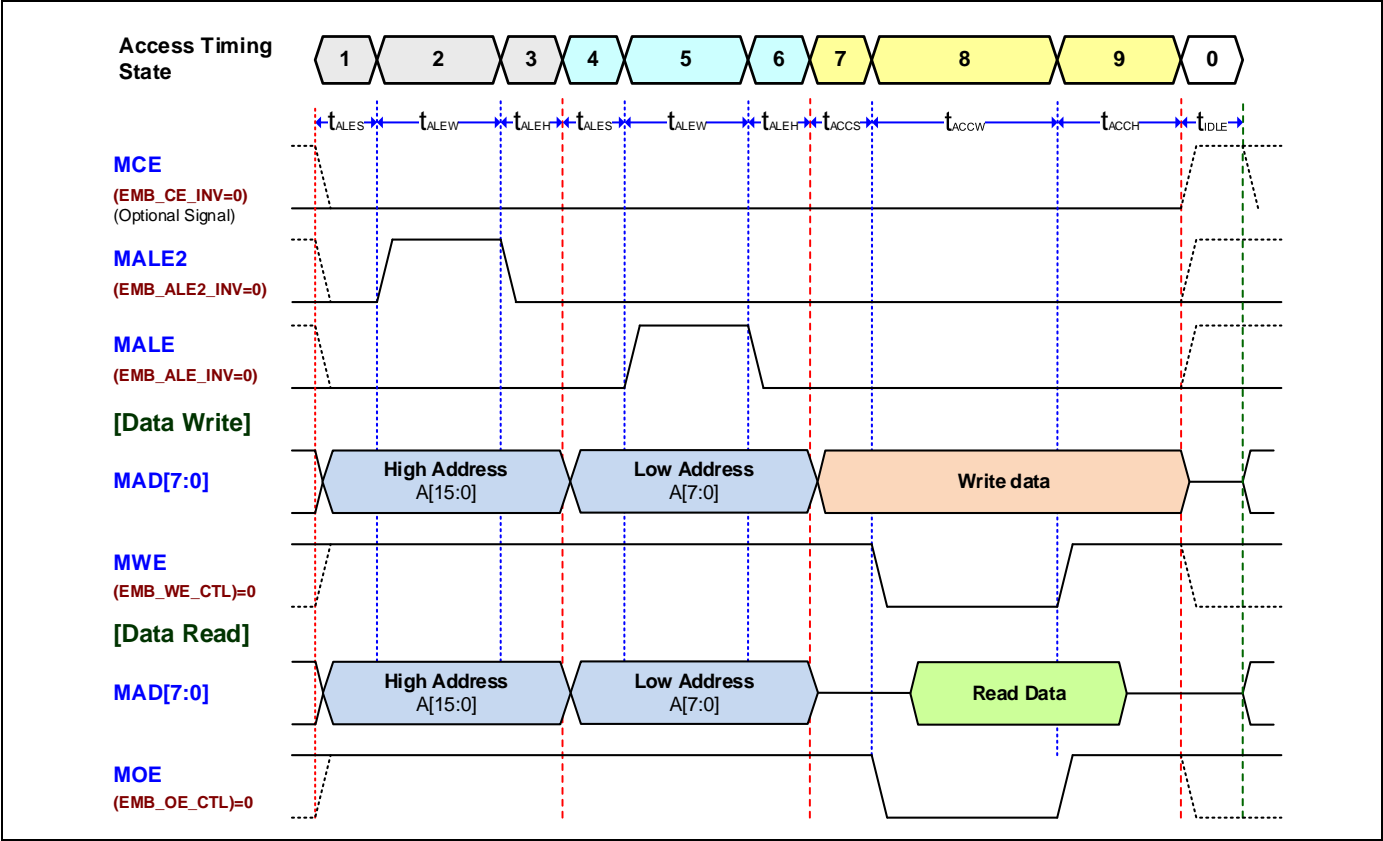 Access Timing
State
1 2 3 4 5 6 7 8 9 0
tALES tALEW tALEH tALES tALEW tALEH tACCS tACCW tACCH tIDLE
MCE
(EMB_CE_INV=0)
(Optional Signal)
MALE2
(EMB_ALE2_INV=0)
MALE
(EMB_ALE_INV=0)
[Data Write]
MAD[7:0]
High Address
A[15:0]
Low Address
A[7:0]
Write data
MWE
(EMB_WE_CTL)=0
[Data Read]
MAD[7:0]
High Address
A[15:0]
Low Address
A[7:0]
Read Data
MOE
(EMB_OE_CTL)=0